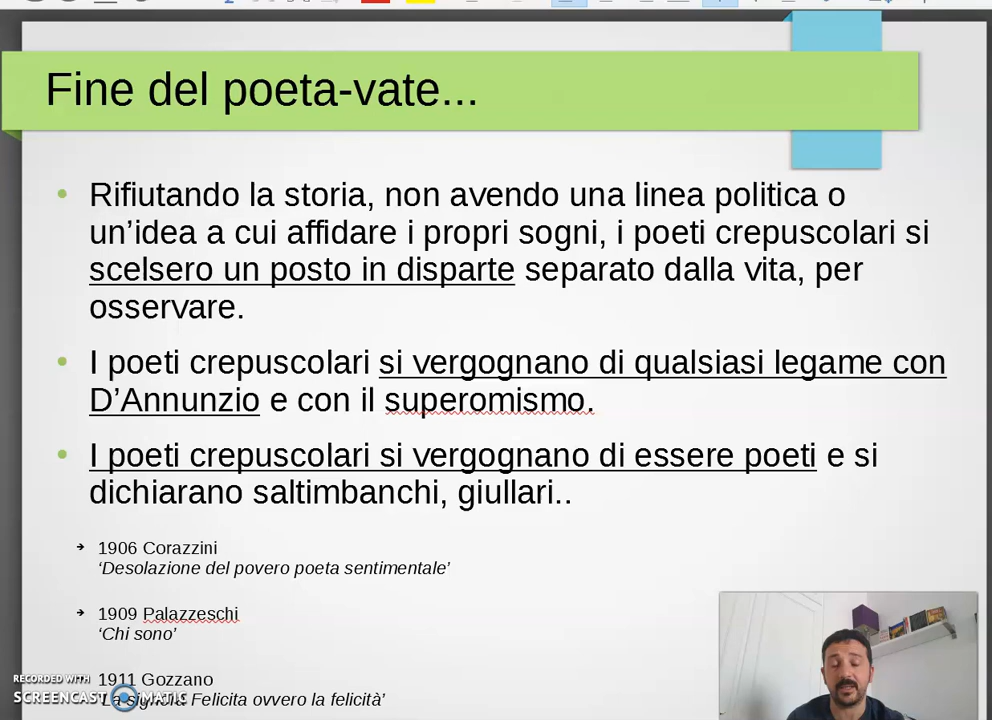 Fine del poeta-vate...
Rifiutando la storia, non avendo una linea politica o
un'idea a cui affidare i propri sogni, i poeti crepuscolari si
scelsero un posto in disparte separato dalla vita, per
osservare.
I poeti crepuscolari si vergognano di qualsiasi legame con
D'Annunzio e con il superomismo.
I poeti crepuscolari si vergognano di essere poeti e si
dichiarano saltimbanchi, giullari..
1906 Corazzini
'Desolazione del povero poeta sentimentale'
1909 Palazzeschi
'Chi sono'
1911 Gozzano
'La Felicita ovvero la felicità'
RECORDED WITH
SCREENCAST MATIC